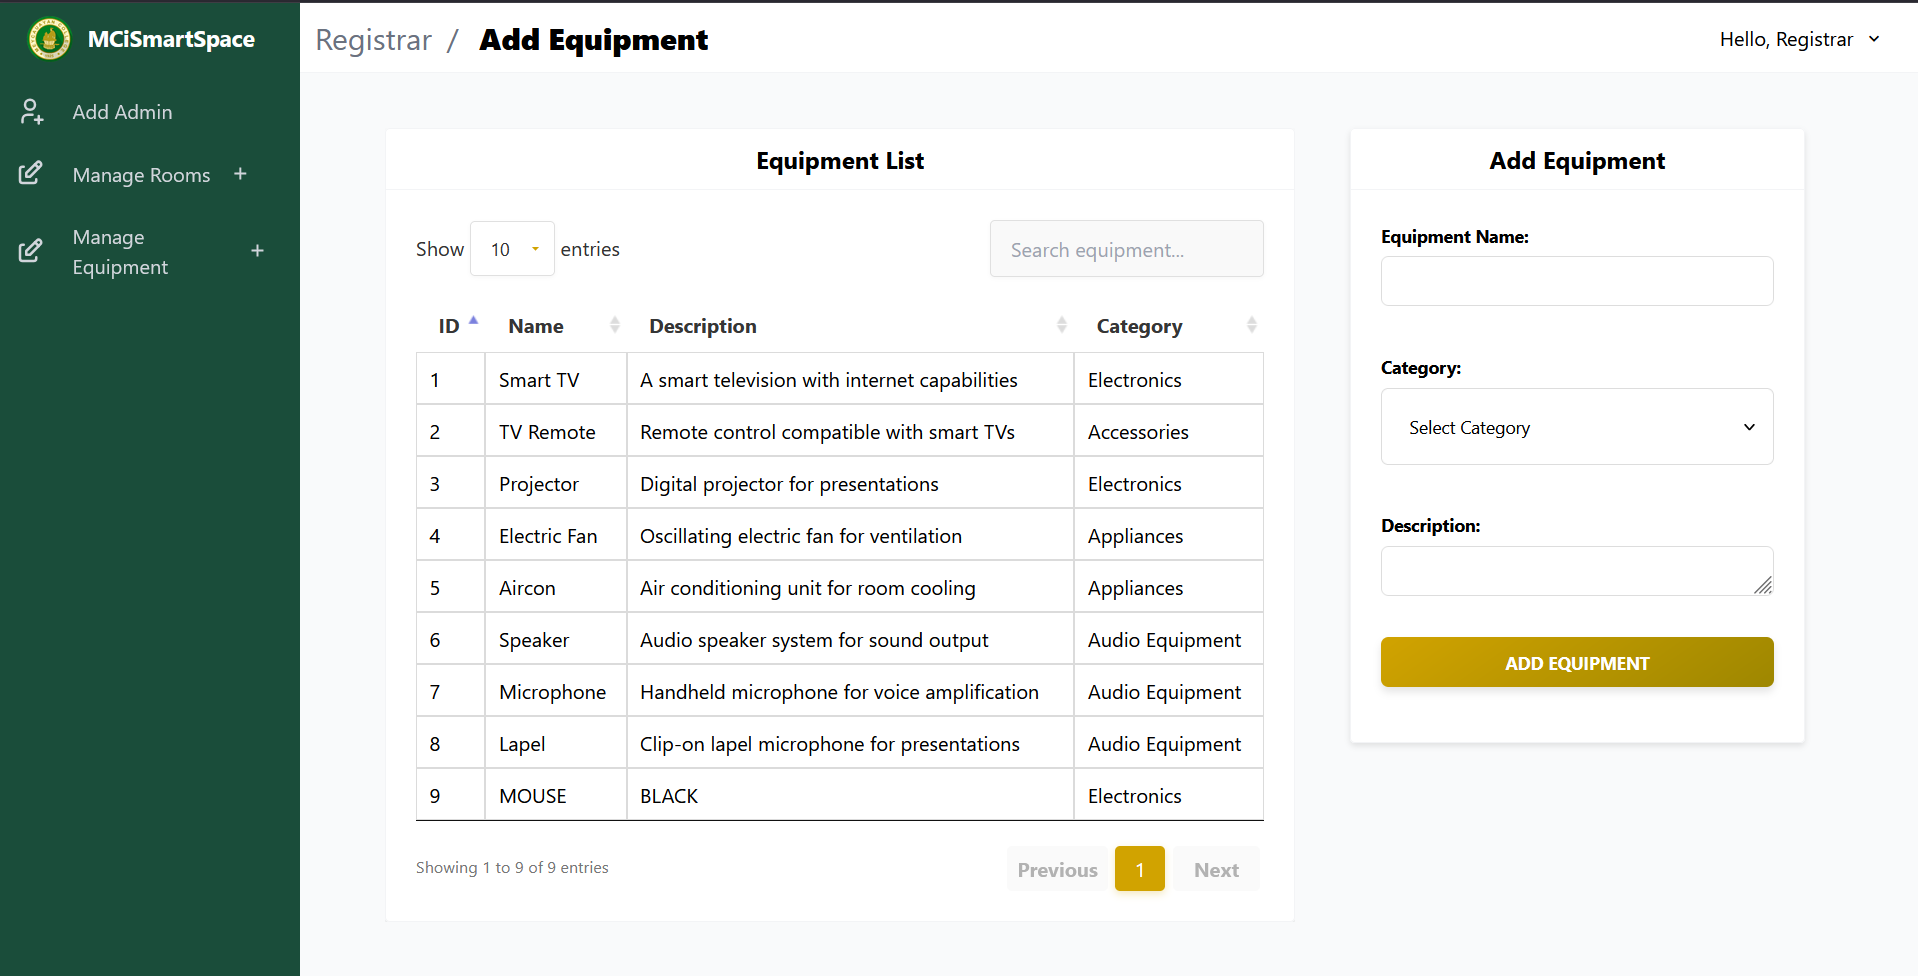 MCiSmartSpace
Registrar / Add Equipment
Hello, Registrar
Add Admin
Manage Rooms +
Manage
Equipment +
Equipment List
Show 10 entries
Search equipment...
ID Name Description Category
1 Smart TV A smart television with internet capabilities Electronics
2 TV Remote Remote control compatible with smart TVs Accessories
3 Projector Digital projector for presentations Electronics
4 Electric Fan Oscillating electric fan for ventilation Appliances
5 Aircon Air conditioning unit for room cooling Appliances
6 Speaker Audio speaker system for sound output Audio Equipment
7 Microphone Handheld microphone for voice amplification Audio Equipment
8 Lapel Clip-on lapel microphone for presentations Audio Equipment
9 MOUSE BLACK Electronics
Showing 1 to 9 of 9 entries
Previous 1 Next
Add Equipment
Equipment Name:
Category:
Select Category
Description:
ADD EQUIPMENT